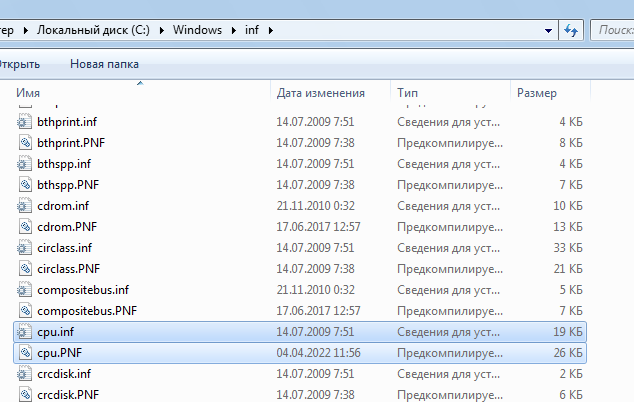 тер ▸ Локальный диск (C:) ▸ Windows ▸ inf ▸ Поиск:
Открыть Новая папка
Имя Дата изменения Тип Размер
bthprint.inf 14.07.2009 7:51 Сведения для уст... 4 КБ
bthprint.PNF 14.07.2009 7:38 Предкомпилируе... 8 КБ
bthspp.inf 14.07.2009 7:51 Сведения для уст... 4 КБ
bthspp.PNF 14.07.2009 7:38 Предкомпилируе... 7 КБ
cdrom.inf 21.11.2010 0:32 Сведения для уст... 10 КБ
cdrom.PNF 17.06.2017 12:57 Предкомпилируе... 13 КБ
circlass.inf 14.07.2009 7:51 Сведения для уст... 33 КБ
circlass.PNF 14.07.2009 7:38 Предкомпилируе... 21 КБ
compositebus.inf 21.11.2010 0:32 Сведения для уст... 5 КБ
compositebus.PNF 17.06.2017 12:57 Предкомпилируе... 7 КБ
cpu.inf 14.07.2009 7:51 Сведения для уст... 19 КБ
cpu.PNF 04.04.2022 11:56 Предкомпилируе... 26 КБ
crcdisk.inf 14.07.2009 7:51 Сведения для уст... 2 КБ
crcdisk.PNF 14.07.2009 7:38 Предкомпилируе... 6 КБ